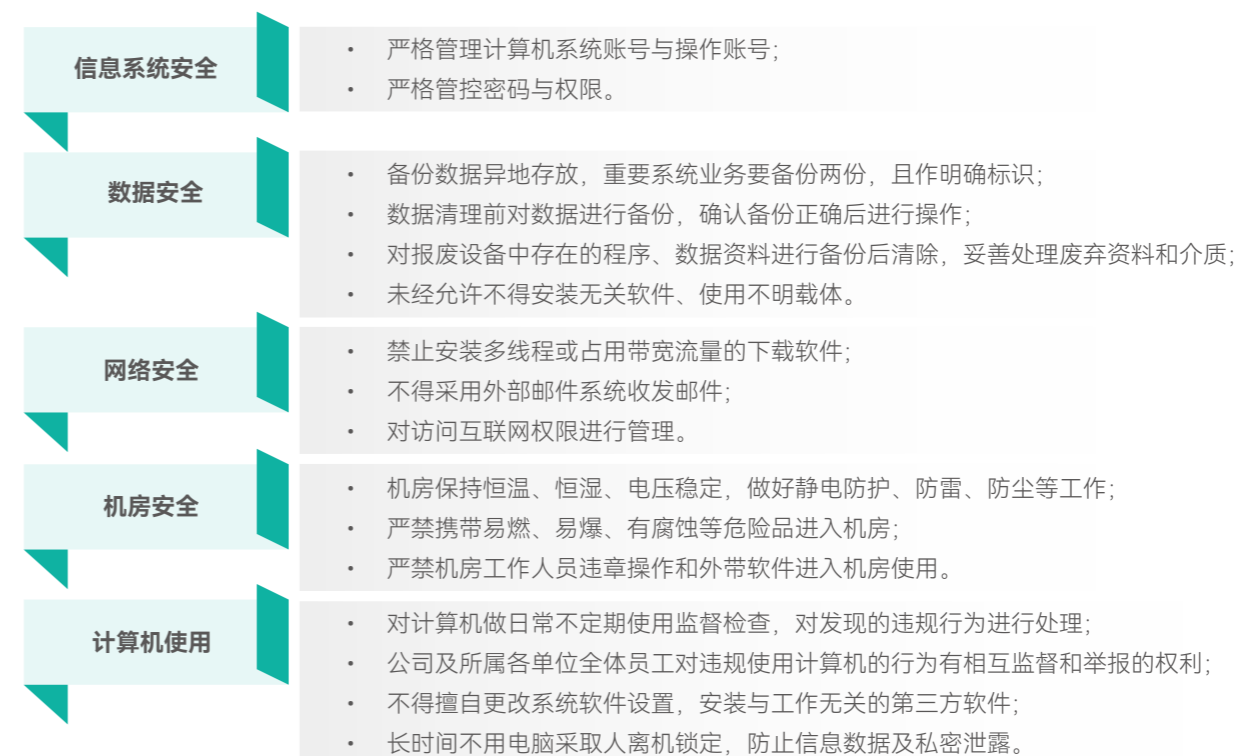 信息系统安全
• 严格管理计算机系统账号与操作账号；
• 严格管控密码与权限。
数据安全
• 备份数据异地存放，重要系统业务要备份两份，且作明确标识；
• 数据清理前对数据进行备份，确认备份正确后进行操作；
• 对报废设备中存在的程序、数据资料进行备份后清除，妥善处理废弃资料和介质；
• 未经允许不得安装无关软件、使用不明载体。
网络安全
• 禁止安装多线程或占用带宽流量的下载软件；
• 不得采用外部邮件系统收发邮件；
• 对访问互联网权限进行管理。
机房安全
• 机房保持恒温、恒湿、电压稳定，做好静电防护、防雷、防尘等工作；
• 严禁携带易燃、易爆、有腐蚀等危险品进入机房；
• 严禁机房工作人员违章操作和外带软件进入机房使用。
计算机使用
• 对计算机做日常不定期使用监督检查，对发现的违规行为进行处理；
• 公司及所属各单位全体员工对违规使用计算机的行为有相互监督和举报的权利；
• 不得擅自更改系统软件设置，安装与工作无关的第三方软件；
• 长时间不用电脑采取人离机锁定，防止信息数据及私密泄露。